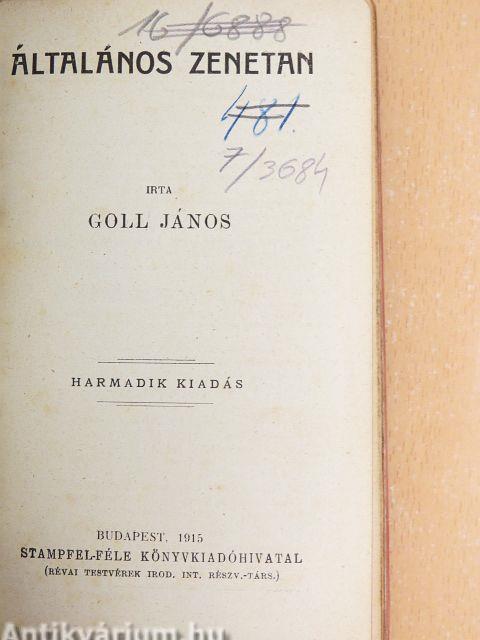 16/6888
ÁLTALÁNOS ZENETAN
481.
7/3684
IRTA
GOLL JÁNOS
HARMADIK KIADÁS
BUDAPEST, 1915
STAMPFEL-FÉLE KÖNYVKIADÓHIVATAL
(RÉVAI TESTVÉREK IROD. INT. RÉSZV.-TÁRS.)
Antikvárium.hu